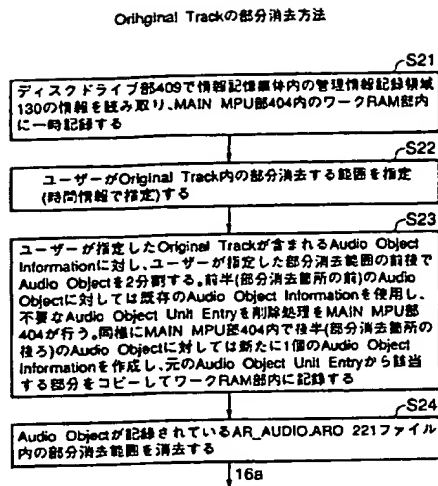 Orihginal Trackの部分消去方法
S21
ディスクドライブ部409で情報記憶媒体内の管理情報記録領域
130の情報を読み取り、MAIN MPU部404内のワークRAM部内
に一時記録する
S22
ユーザーがOriginal Track内の部分消去する範囲を指定
(時間情報で指定)する
S23
ユーザーが指定したOriginal Trackが含まれるAudio Object
Informationに対し、ユーザーが指定した部分消去範囲の前後で
Audio Objectを2分割する。前半(部分消去箇所の前)のAudio
Objectに対しては既存のAudio Object Informationを使用し、
不要なAudio Object Unit Entryを削除処理をMAIN MPU部
404が行う。同様にMAIN MPU部404内で後半(部分消去箇所の
後ろ)のAudio Objectに対しては新たに1個のAudio Object
Informationを作成し、元のAudio Object Unit Entryから該当
する部分をコピーしてワークRAM部内に記録する
S24
Audio Objectが記録されているAR_AUDIO.ARO 221ファイル
内の部分消去範囲を消去する
16a